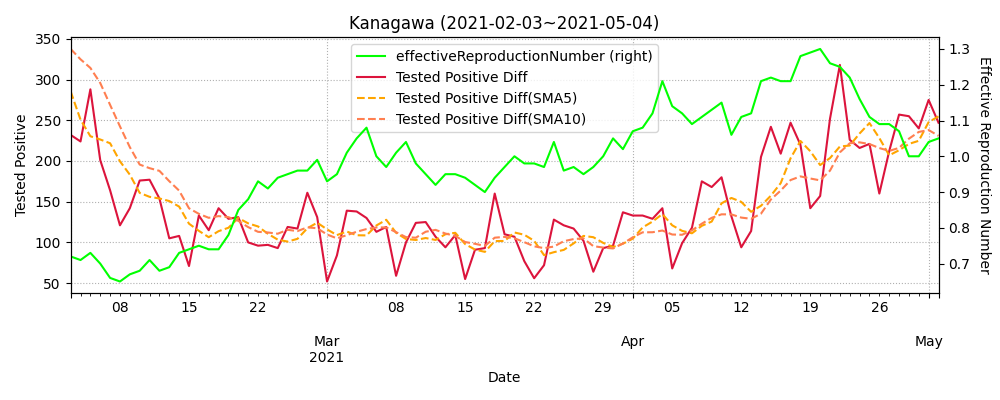 Kanagawa (2021-02-03~2021-05-04)
effectiveReproductionNumber (right)
Tested Positive Diff
Tested Positive Diff(SMA5)
Tested Positive Diff(SMA10)
Tested Positive
350
300
250
200
150
100
50
1.3
1.2
1.1
1.0
0.9
0.8
0.7
Effective Reproduction Number
08 15 22 08 15 22 29 05 12 19 26
Mar Apr May
2021
Date